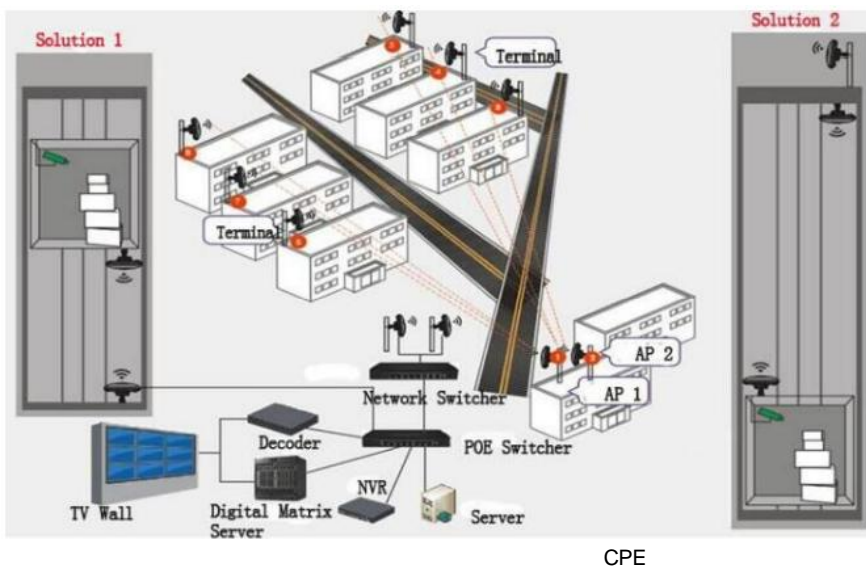 Solution 1
Solution 2
Terminal
Terminal
AP 2
AP 1
Network Switcher
Decoder
POE Switcher
NVR
TV Wall
Digital Matrix
Server
Server
CPE